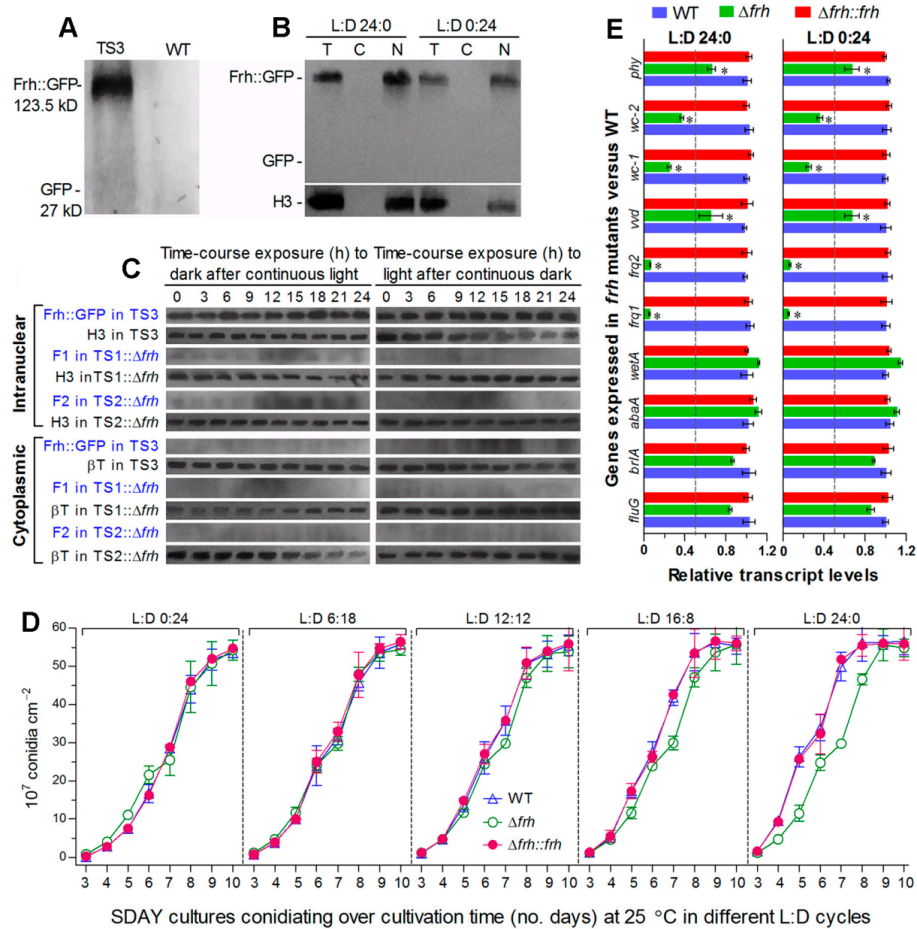 A
TS3
WT
Frh::GFP-
123.5 kD
GFP -
27 kD
B
L:D 24:0
L:D 0:24
T C N T C N
Frh::GFP -
GFP -
H3 -
C
Time-course exposure (h) to
dark after continuous light
Time-course exposure (h) to
light after continuous dark
0 3 6 9 12 15 18 21 24
0 3 6 9 12 15 18 21 24
Intranuclear
Frh::GFP in TS3
H3 in TS3
F1 in TS1::Δfrh
H3 inTS1::Δfrh
F2 in TS2::Δfrh
H3 in TS2::Δfrh
Cytoplasmic
Frh::GFP in TS3
βT in TS3
F1 in TS1::Δfrh
βT in TS1::Δfrh
F2 in TS2::Δfrh
βT in TS2::Δfrh
E
WT
Δfrh
Δfrh::frh
L:D 24:0
L:D 0:24
Genes expressed in frh mutants versus WT
phy
* *
wc-2
* *
wc-1
* *
vvd
* *
frq2
* *
frq1
* *
wetA
abaA
brlA
fluG
0 0.4 0.8 1.2
0 0.4 0.8 1.2
Relative transcript levels
D
L:D 0:24
L:D 6:18
L:D 12:12
L:D 16:8
L:D 24:0
10⁷ conidia cm⁻²
60
50
40
30
20
10
0
WT
Δfrh
Δfrh::frh
3 4 5 6 7 8 9 10
3 4 5 6 7 8 9 10
3 4 5 6 7 8 9 10
3 4 5 6 7 8 9 10
3 4 5 6 7 8 9 10
SDAY cultures conidiating over cultivation time (no. days) at 25 °C in different L:D cycles